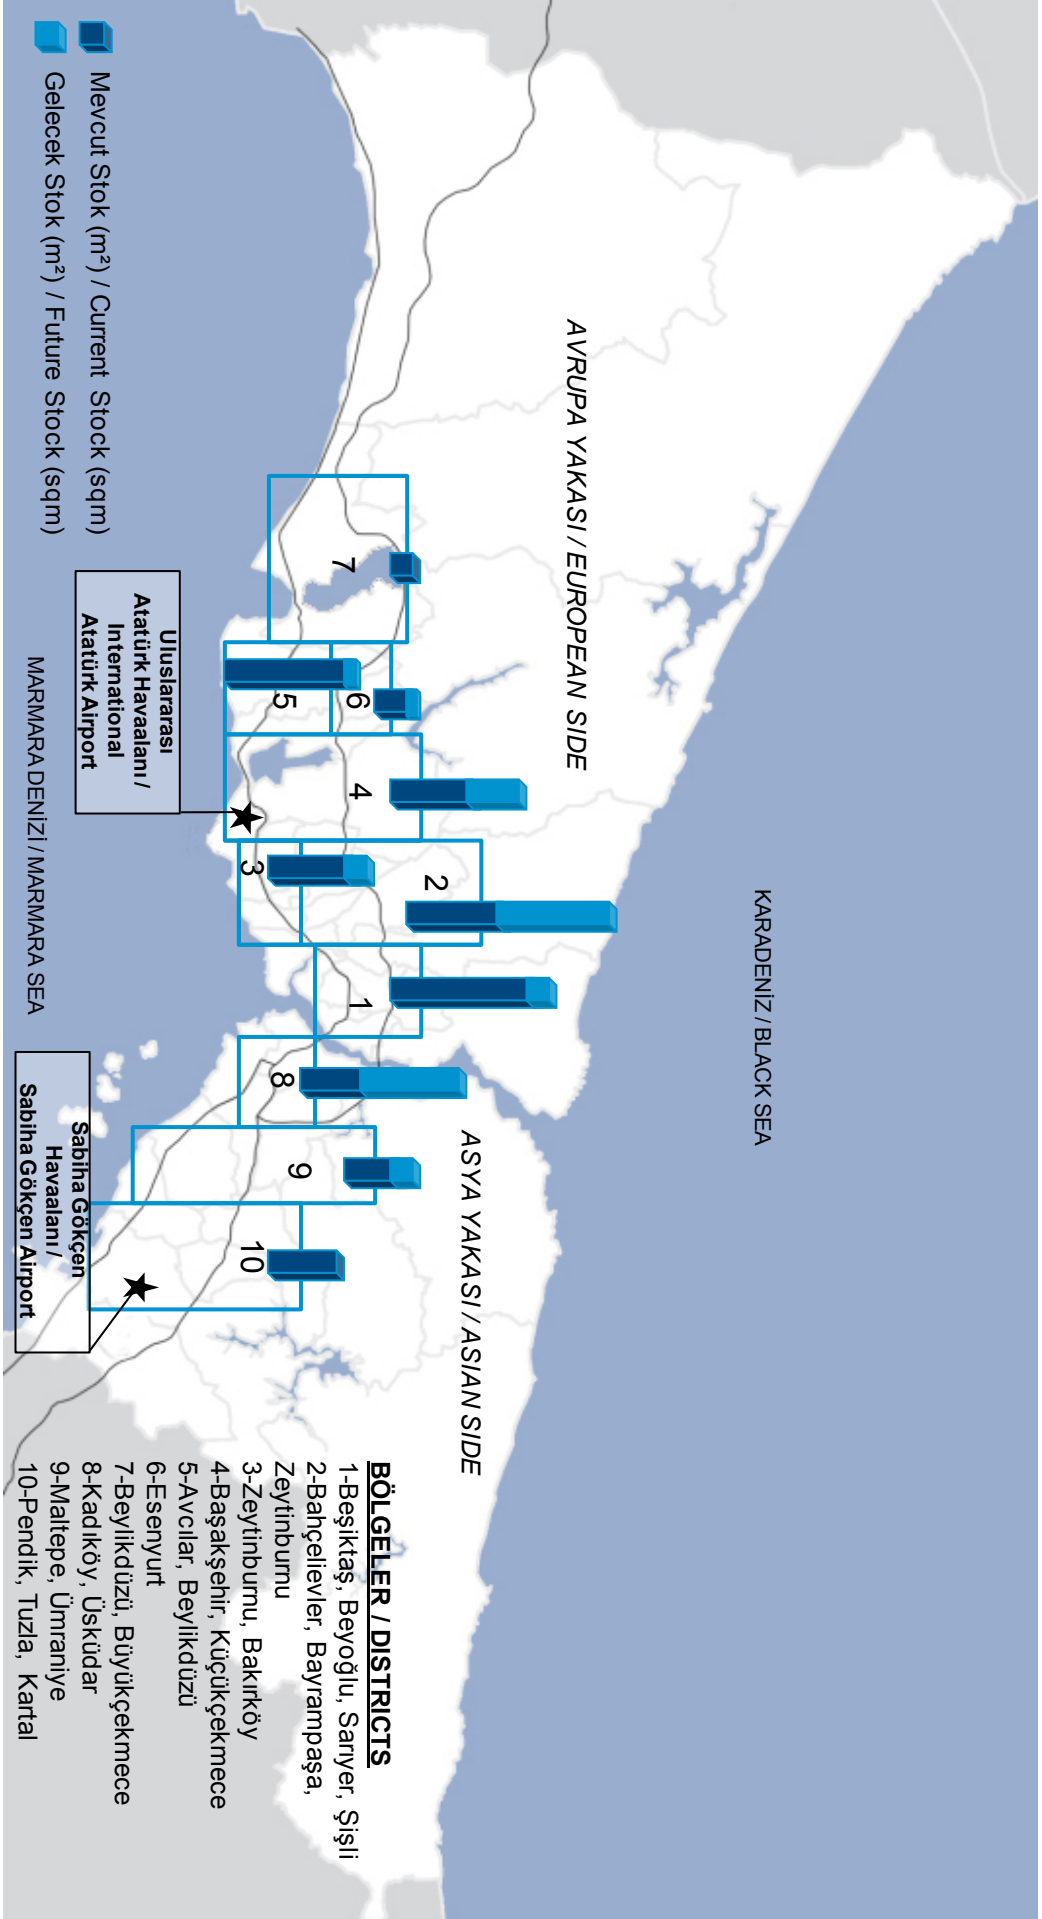 KARADENİZ / BLACK SEA
AVRUPA YAKASI / EUROPEAN SIDE
ASYA YAKASI / ASIAN SIDE
7
6
5
4
2
3
1
8
9
10
Uluslararası
Atatürk Havaalanı /
International
Atatürk Airport
MARMARA DENİZİ / MARMARA SEA
Sabiha Gökçen
Havaalanı /
Sabiha Gökçen Airport
Mevcut Stok (m²) / Current Stock (sqm)
Gelecek Stok (m²) / Future Stock (sqm)
BÖLGELER / DISTRICTS
1-Beşiktaş, Beyoğlu, Sarıyer, Şişli
2-Bahçelievler, Bayrampaşa,
Zeytinburnu
3-Zeytinburnu, Bakırköy
4-Başakşehir, Küçükçekmece
5-Avcılar, Beylikdüzü
6-Esenyurt
7-Beylikdüzü, Büyükçekmece
8-Kadıköy, Üsküdar
9-Maltepe, Ümraniye
10-Pendik, Tuzla, Kartal